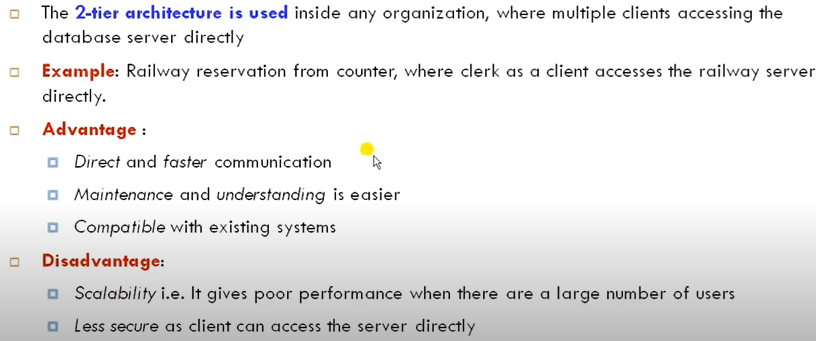 The 2-tier architecture is used inside any organization, where multiple clients accessing the
database server directly
Example: Railway reservation from counter, where clerk as a client accesses the railway server
directly.
Advantage :
Direct and faster communication
Maintenance and understanding is easier
Compatible with existing systems
Disadvantage:
Scalability i.e. It gives poor performance when there are a large number of users
Less secure as client can access the server directly